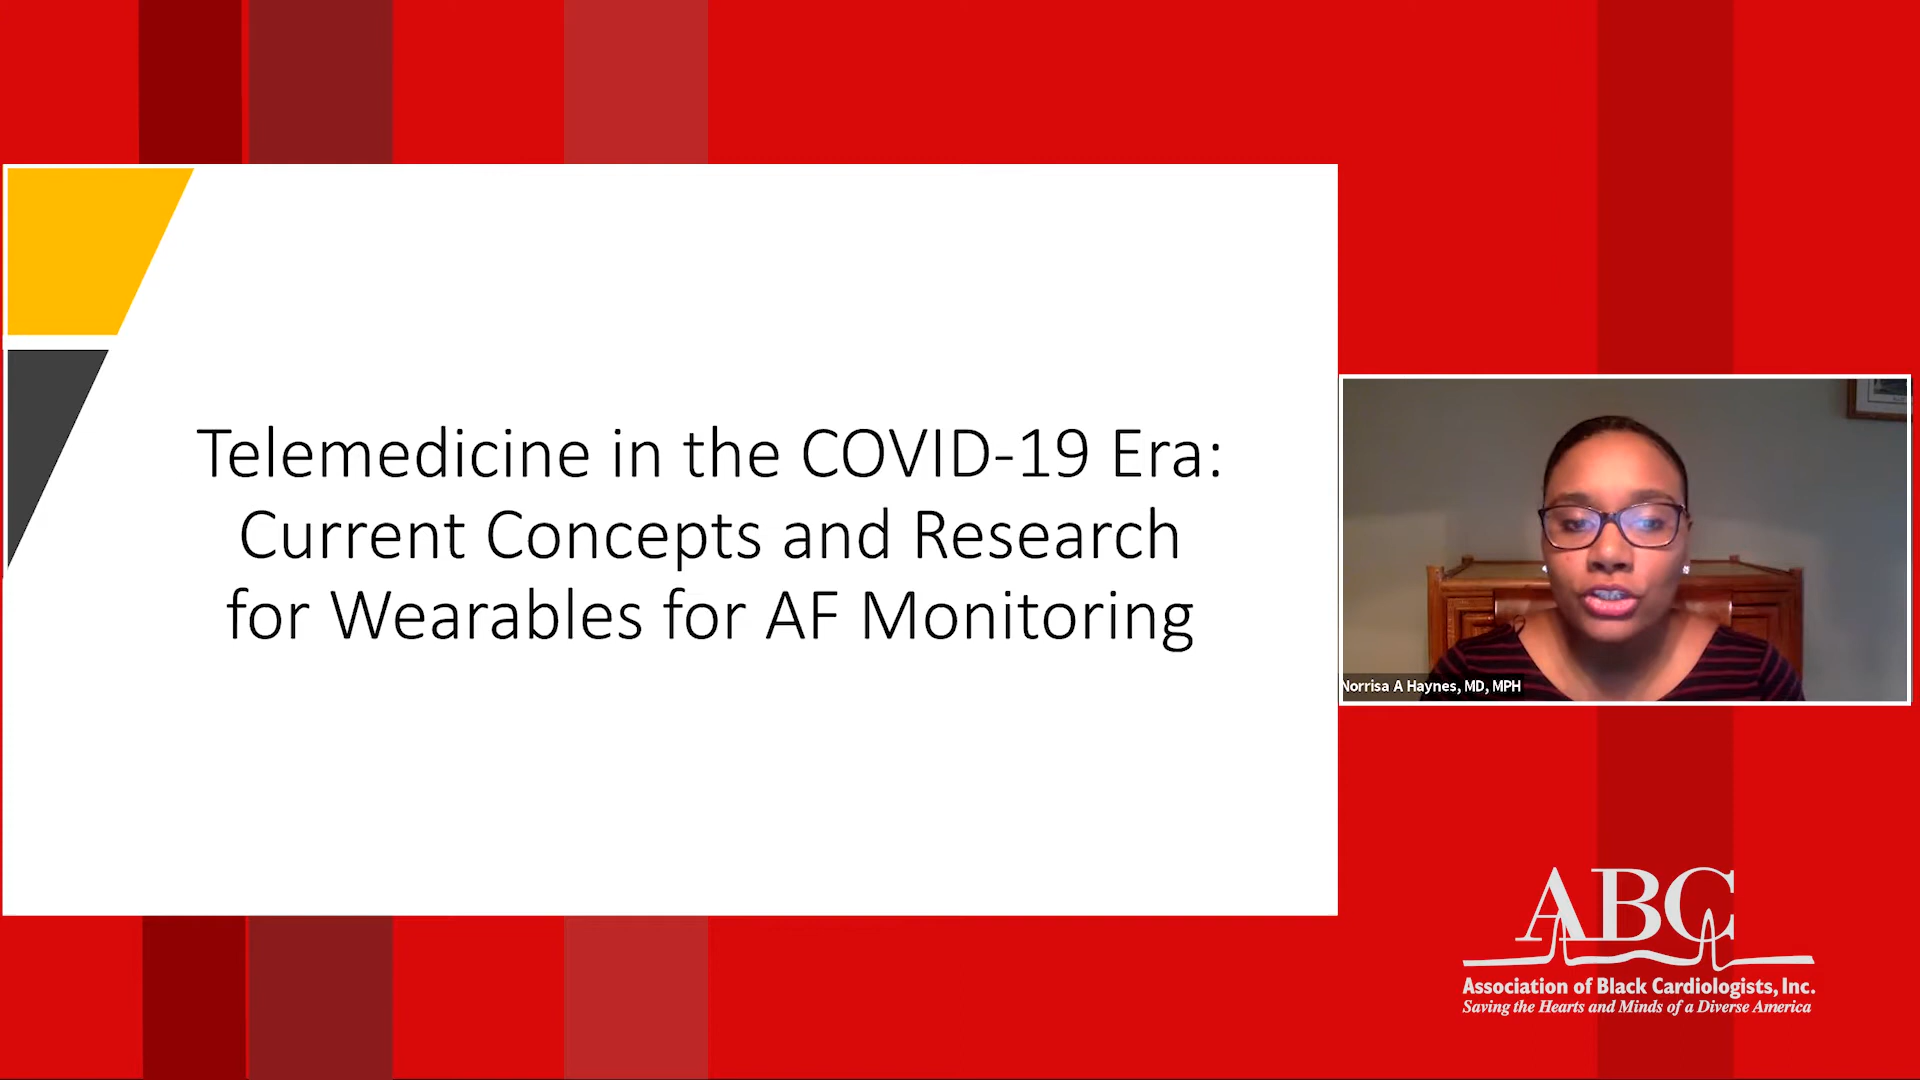 Telemedicine in the COVID-19 Era:
Current Concepts and Research
for Wearables for AF Monitoring
Norrisa A Haynes, MD, MPH
ABC
Association of Black Cardiologists, Inc.
Saving the Hearts and Minds of a Diverse America